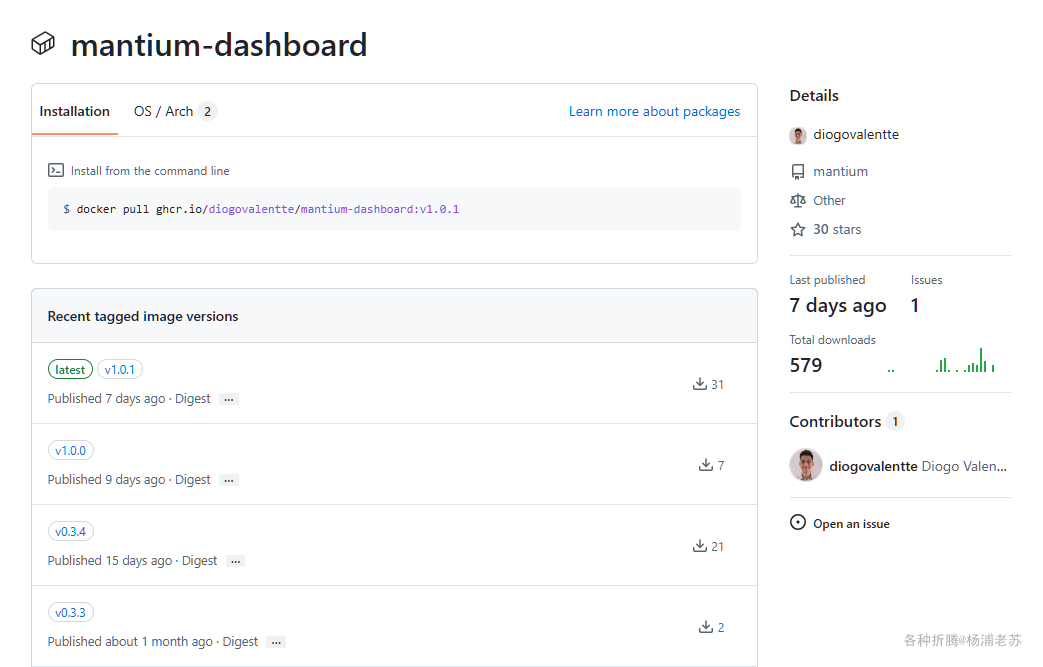 mantium-dashboard
Installation OS / Arch 2 Learn more about packages
Install from the command line
$ docker pull ghcr.io/diogovalentte/mantium-dashboard:v1.0.1
Recent tagged image versions
latest v1.0.1
Published 7 days ago · Digest ...
31
v1.0.0
Published 9 days ago · Digest ...
7
v0.3.4
Published 15 days ago · Digest ...
21
v0.3.3
Published about 1 month ago · Digest ...
2
Details
diogovalentte
mantium
Other
30 stars
Last published Issues
7 days ago 1
Total downloads
579
Contributors 1
diogovalentte Diogo Valen...
Open an issue
各种折腾@杨浦老苏